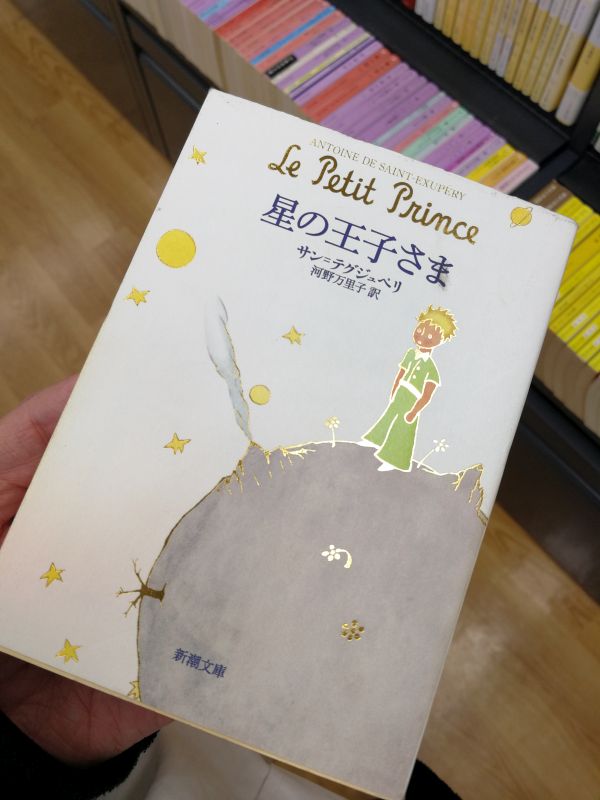 ANTOINE DE SAINT-EXUPÉRY
Le Petit Prince
星の王子さま
サン=テグジュペリ
河野万里子 訳
新潮文庫